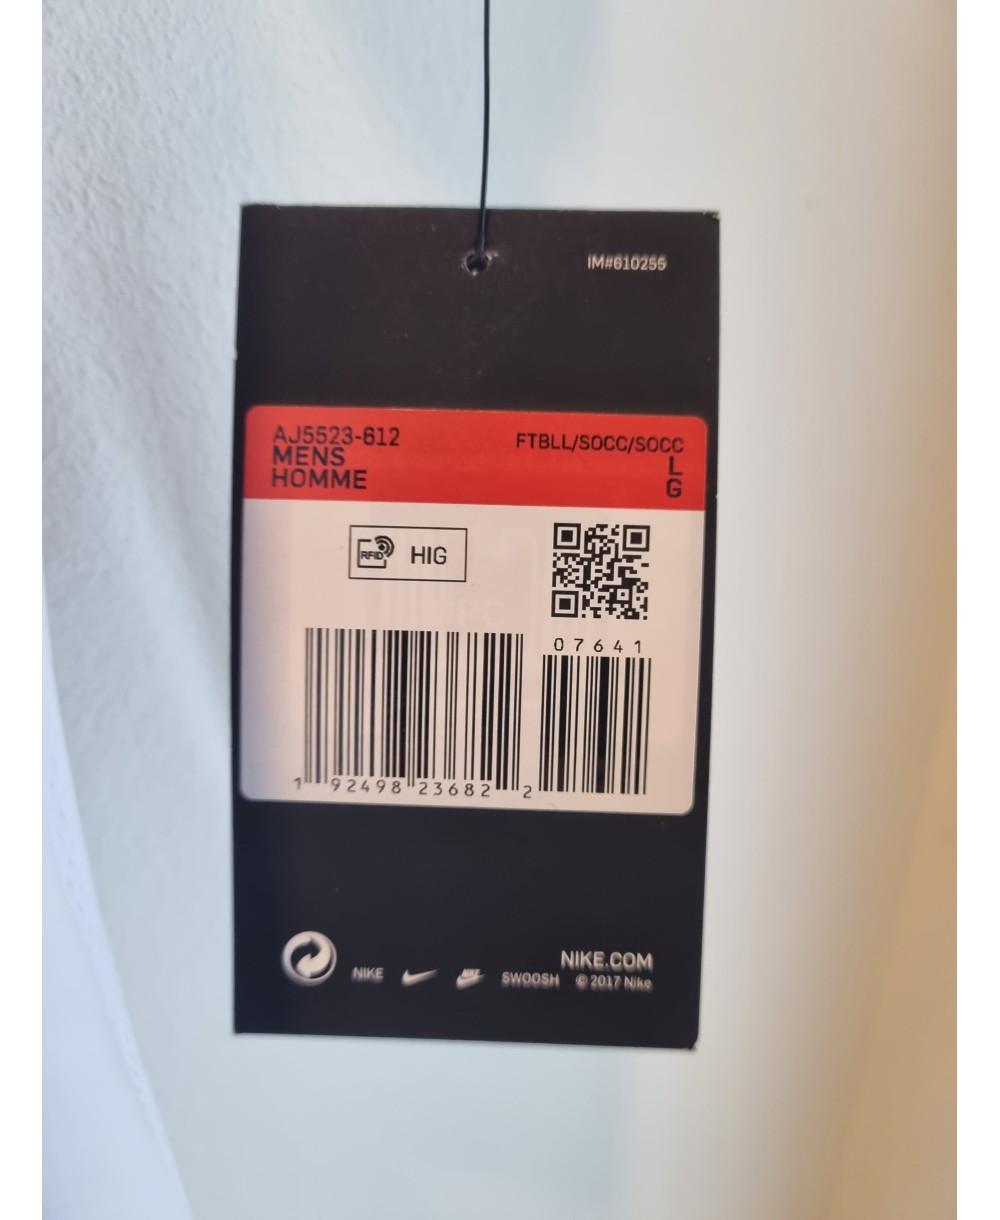 IM#610255
AJ5523-612
MENS
HOMME
FTBLL/SOCC/SOCC
L
G
RFID HIG
07641
1 92498 23682 2
NIKE.COM
NIKE NIKE SWOOSH © 2017 Nike